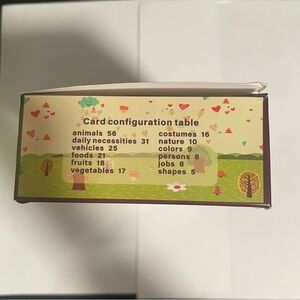 Card configuration table
animals 56
daily necessities 31
vehicles 25
foods 21
fruits 18
vegetables 17
costumes 16
nature 10
colors 9
persons 8
jobs 8
shapes 5